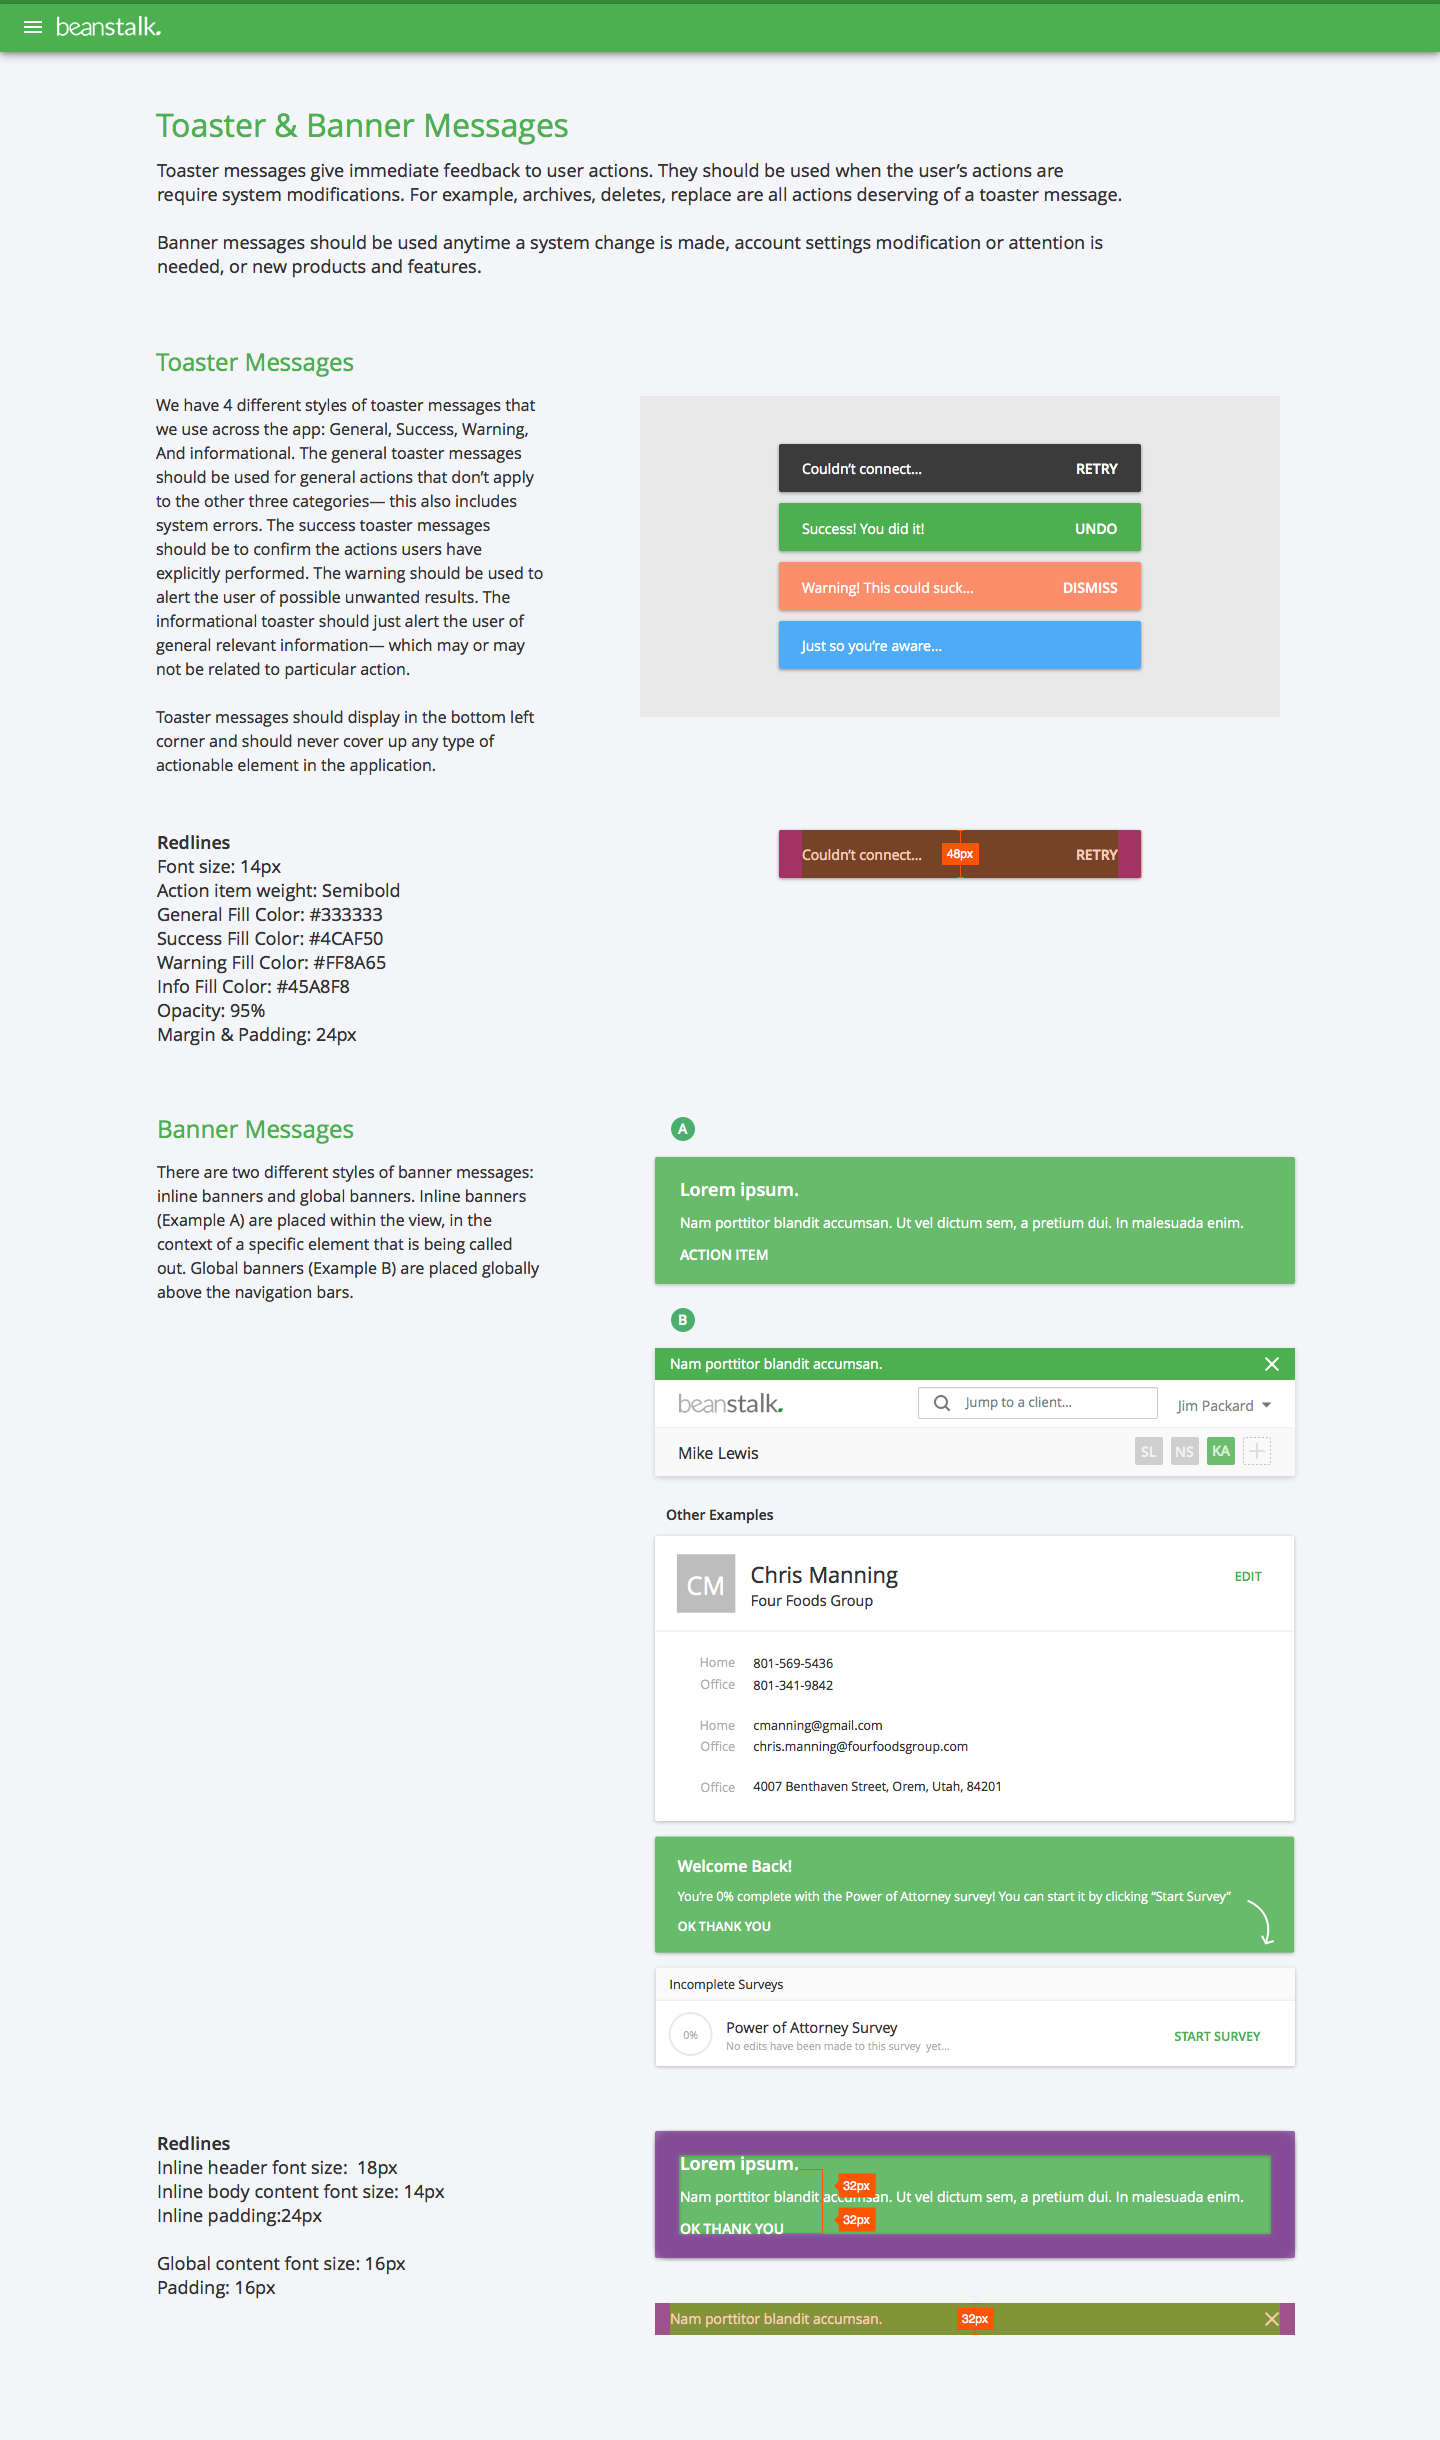 beanstalk.
Toaster & Banner Messages
Toaster messages give immediate feedback to user actions. They should be used when the user’s actions are
require system modifications. For example, archives, deletes, replace are all actions deserving of a toaster message.
Banner messages should be used anytime a system change is made, account settings modification or attention is
needed, or new products and features.
Toaster Messages
We have 4 different styles of toaster messages that
we use across the app: General, Success, Warning,
And informational. The general toaster messages
should be used for general actions that don’t apply
to the other three categories— this also includes
system errors. The success toaster messages
should be to confirm the actions users have
explicitly performed. The warning should be used to
alert the user of possible unwanted results. The
informational toaster should just alert the user of
general relevant information— which may or may
not be related to particular action.
Toaster messages should display in the bottom left
corner and should never cover up any type of
actionable element in the application.
Couldn’t connect... RETRY
Success! You did it! UNDO
Warning! This could suck... DISMISS
Just so you’re aware...
Redlines
Font size: 14px
Action item weight: Semibold
General Fill Color: #333333
Success Fill Color: #4CAF50
Warning Fill Color: #FF8A65
Info Fill Color: #45A8F8
Opacity: 95%
Margin & Padding: 24px
Couldn’t connect... 48px RETRY
Banner Messages
There are two different styles of banner messages:
inline banners and global banners. Inline banners
(Example A) are placed within the view, in the
context of a specific element that is being called
out. Global banners (Example B) are placed globally
above the navigation bars.
A
Lorem ipsum.
Nam porttitor blandit accumsan. Ut vel dictum sem, a pretium dui. In malesuada enim.
ACTION ITEM
B
Nam porttitor blandit accumsan.
beanstalk. Jump to a client... Jim Packard
Mike Lewis SL NS KA
Other Examples
CM Chris Manning EDIT
Four Foods Group
Home 801-569-5436
Office 801-341-9842
Home cmanning@gmail.com
Office chris.manning@fourfoodsgroup.com
Office 4007 Benthaven Street, Orem, Utah, 84201
Welcome Back!
You’re 0% complete with the Power of Attorney survey! You can start it by clicking “Start Survey”
OK THANK YOU
Incomplete Surveys
0% Power of Attorney Survey START SURVEY
No edits have been made to this survey yet...
Redlines
Inline header font size: 18px
Inline body content font size: 14px
Inline padding:24px
Global content font size: 16px
Padding: 16px
Lorem ipsum.
32px
Nam porttitor blandit accumsan. Ut vel dictum sem, a pretium dui. In malesuada enim.
32px
OK THANK YOU
Nam porttitor blandit accumsan. 32px